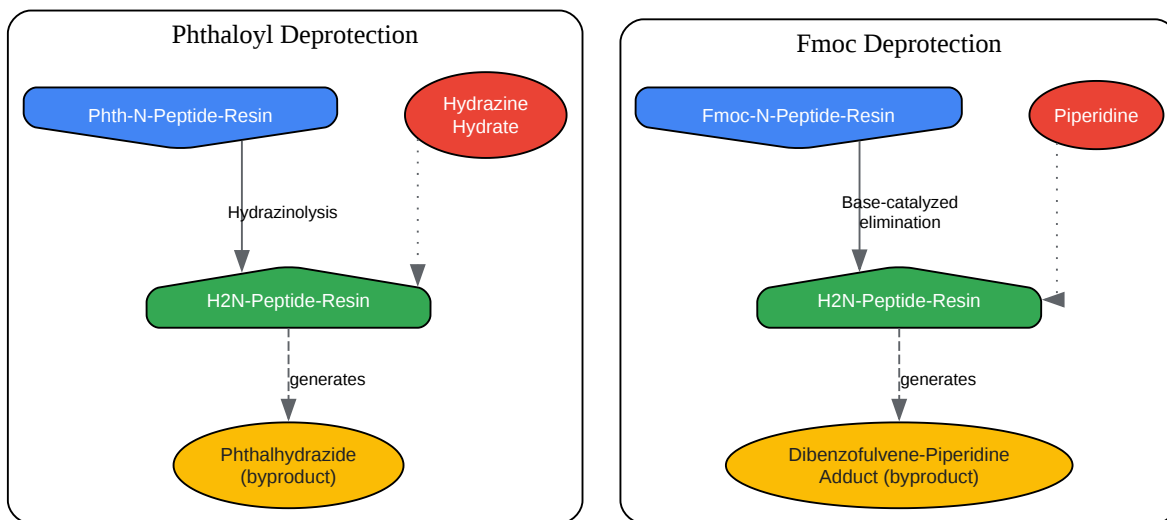 Phthaloyl Deprotection
Phth-N-Peptide-Resin
Hydrazine
Hydrate
Hydrazinolysis
H2N-Peptide-Resin
generates
Phthalhydrazide
(byproduct)
Fmoc Deprotection
Fmoc-N-Peptide-Resin
Piperidine
Base-catalyzed
elimination
H2N-Peptide-Resin
generates
Dibenzofulvene-Piperidine
Adduct (byproduct)